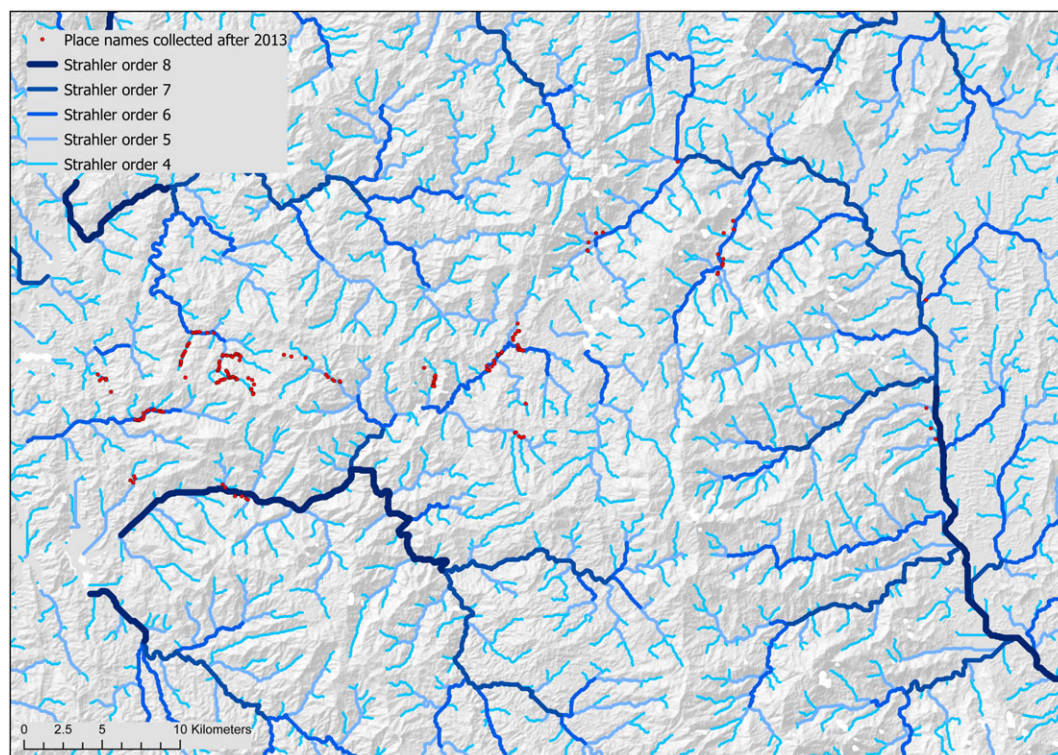 Place names collected after 2013
Strahler order 8
Strahler order 7
Strahler order 6
Strahler order 5
Strahler order 4
0 2.5 5 10 Kilometers